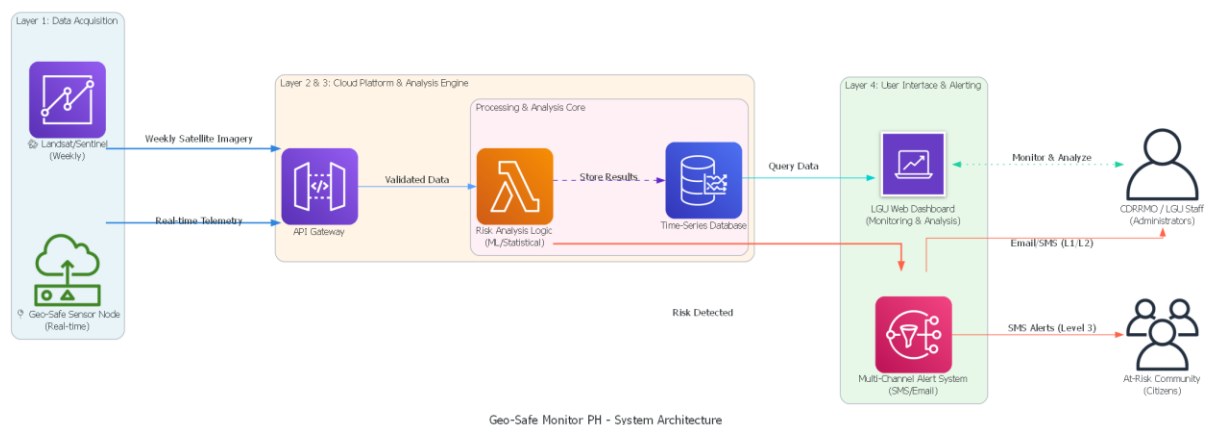 Layer 1: Data Acquisition
Landsat/Sentinel
(Weekly)
Geo-Safe Sensor Node
(Real-time)
Weekly Satellite Imagery
Real-time Telemetry
Layer 2 & 3: Cloud Platform & Analysis Engine
API Gateway
Validated Data
Processing & Analysis Core
Risk Analysis Logic
(ML/Statistical)
Store Results
Time-Series Database
Query Data
Risk Detected
Layer 4: User Interface & Alerting
LGU Web Dashboard
(Monitoring & Analysis)
Multi-Channel Alert System
(SMS/Email)
Monitor & Analyze
CDRRMO / LGU Staff
(Administrators)
Email/SMS (L1/L2)
SMS Alerts (Level 3)
At-Risk Community
(Citizens)
Geo-Safe Monitor PH - System Architecture